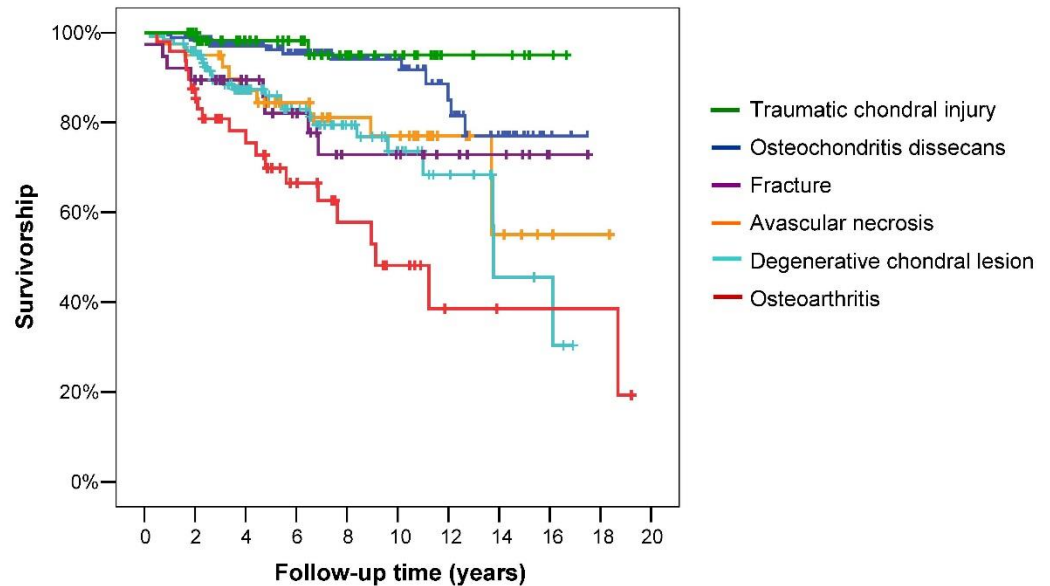 100%
80%
60%
40%
20%
0%
Survivorship
0 2 4 6 8 10 12 14 16 18 20
Follow-up time (years)
Traumatic chondral injury
Osteochondritis dissecans
Fracture
Avascular necrosis
Degenerative chondral lesion
Osteoarthritis